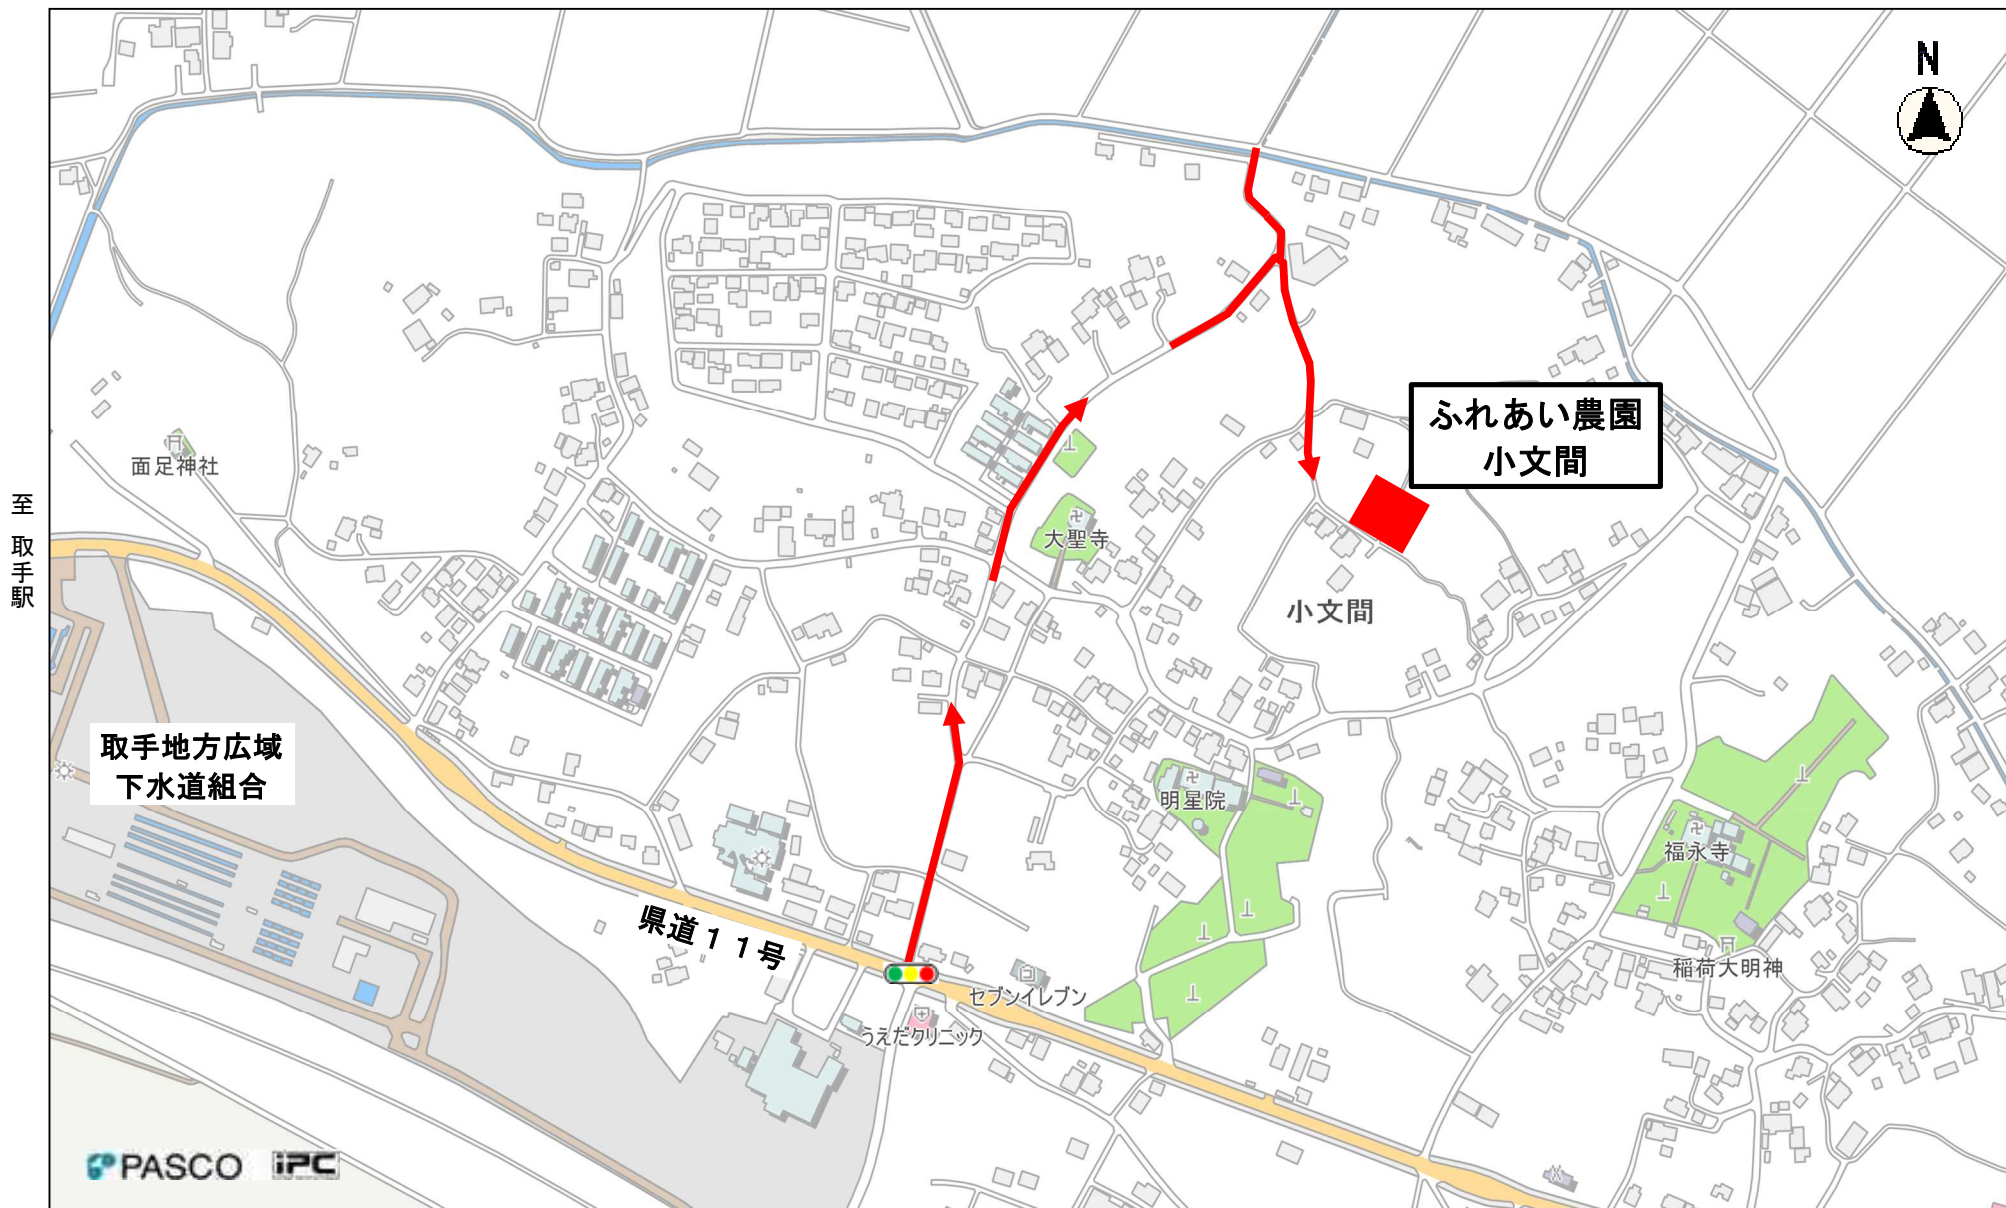 N
ふれあい農園
小文間
面足神社
至 取手駅
大聖寺
小文間
取手地方広域
下水道組合
明星院
福永寺
県道11号
稲荷大明神
セブンイレブン
うえだクリニック
PASCO iPC